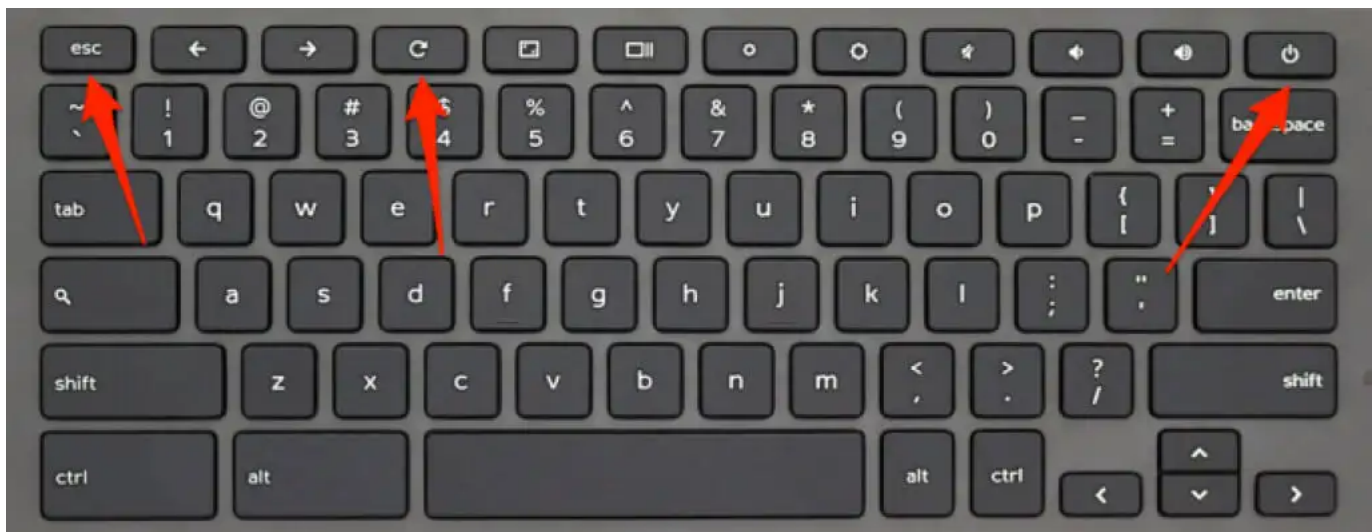 esc
~ ! @ # $ % ^ & * ( ) _ +
` 1 2 3 4 5 6 7 8 9 0 - = backspace
tab q w e r t y u i o p { [ ] | \
a s d f g h j k l : ; " ' enter
shift z x c v b n m < , > . ? / shift
ctrl alt alt ctrl